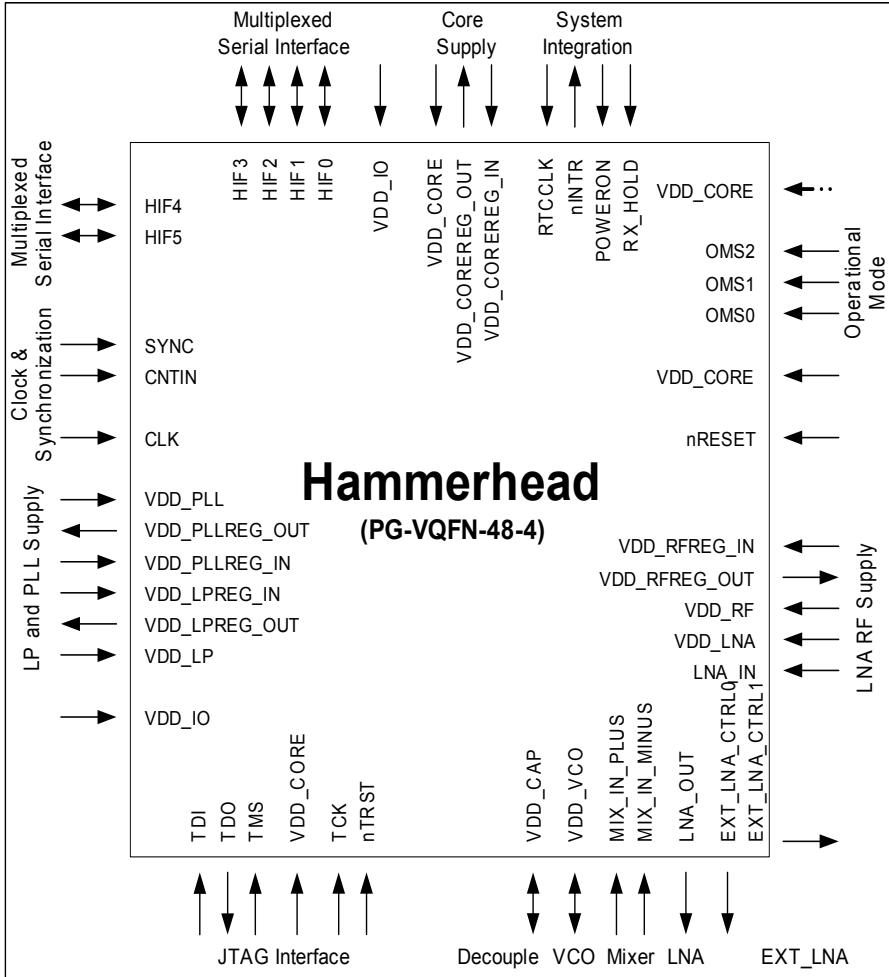 Multiplexed
Serial Interface
Core
Supply
System
Integration
HIF3
HIF2
HIF1
HIF0
VDD_IO
VDD_CORE
VDD_COREREG_OUT
VDD_COREREG_IN
RTCCLK
nINTR
POWERON
RX_HOLD
Multiplexed
Serial Interface
HIF4
HIF5
Clock &
Synchronization
SYNC
CNTIN
CLK
LP and PLL Supply
VDD_PLL
VDD_PLLREG_OUT
VDD_PLLREG_IN
VDD_LPREG_IN
VDD_LPREG_OUT
VDD_LP
VDD_IO
Hammerhead
(PG-VQFN-48-4)
VDD_CORE
OMS2
OMS1
OMS0
Operational
Mode
VDD_CORE
nRESET
VDD_RFREG_IN
VDD_RFREG_OUT
VDD_RF
VDD_LNA
LNA_IN
LNA RF Supply
TDI
TDO
TMS
VDD_CORE
TCK
nTRST
VDD_CAP
VDD_VCO
MIX_IN_PLUS
MIX_IN_MINUS
LNA_OUT
EXT_LNA_CTRL0
EXT_LNA_CTRL1
JTAG Interface
Decouple
VCO
Mixer
LNA
EXT_LNA